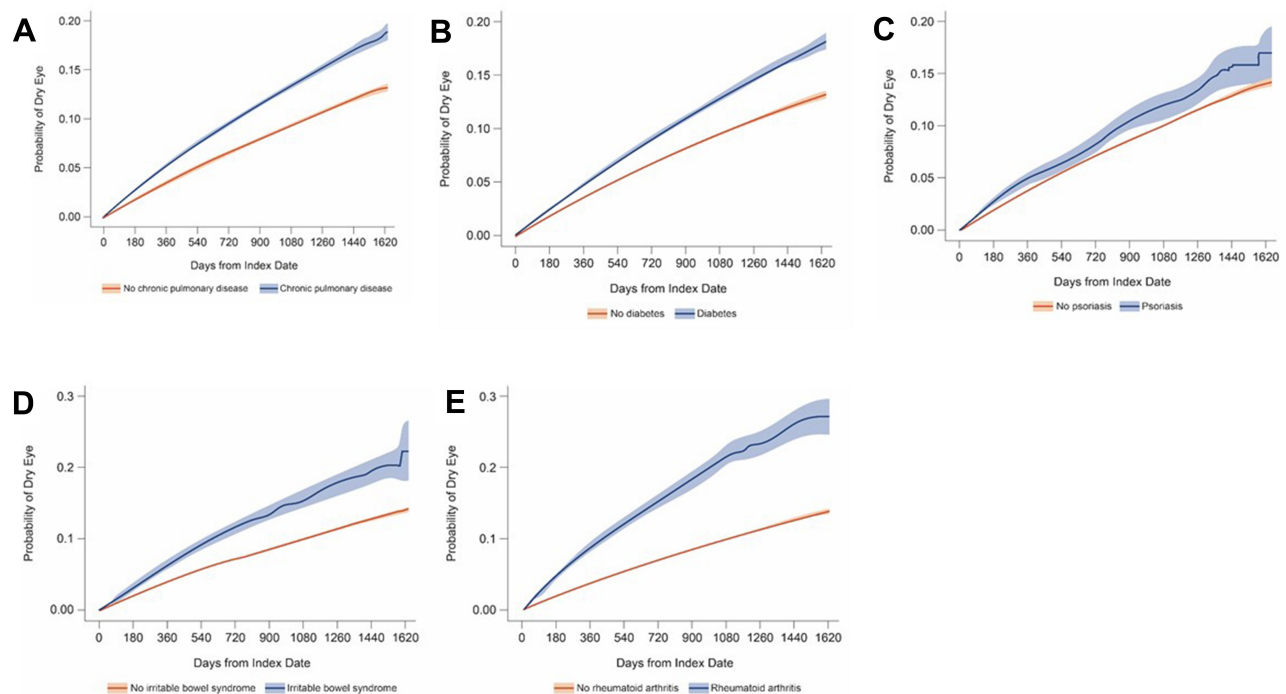 A
Probability of Dry Eye
0.20
0.15
0.10
0.05
0.00
0 180 360 540 720 900 1080 1260 1440 1620
Days from Index Date
No chronic pulmonary disease Chronic pulmonary disease
B
Probability of Dry Eye
0.20
0.15
0.10
0.05
0.00
0 180 360 540 720 900 1080 1260 1440 1620
Days from Index Date
No diabetes Diabetes
C
Probability of Dry Eye
0.20
0.15
0.10
0.05
0.00
0 180 360 540 720 900 1080 1260 1440 1620
Days from Index Date
No psoriasis Psoriasis
D
Probability of Dry Eye
0.3
0.2
0.1
0.00
0 180 360 540 720 900 1080 1260 1440 1620
Days from Index Date
No irritable bowel syndrome Irritable bowel syndrome
E
Probability of Dry Eye
0.3
0.2
0.1
0.00
0 180 360 540 720 900 1080 1260 1440 1620
Days from Index Date
No rheumatoid arthritis Rheumatoid arthritis